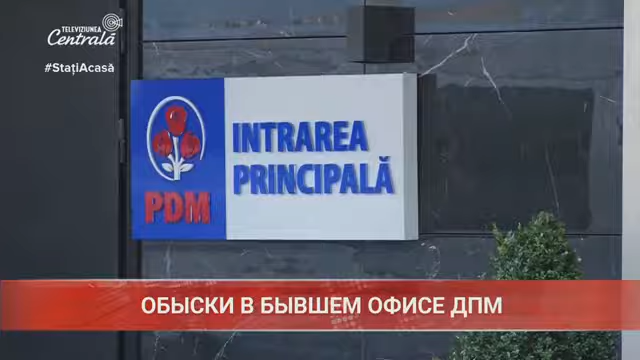 TELEVIZIUNEA
Centrală
#StațiAcasă
INTRAREA
PRINCIPALĂ
PDM
ОБЫСКИ В БЫВШЕМ ОФИСЕ ДПМ